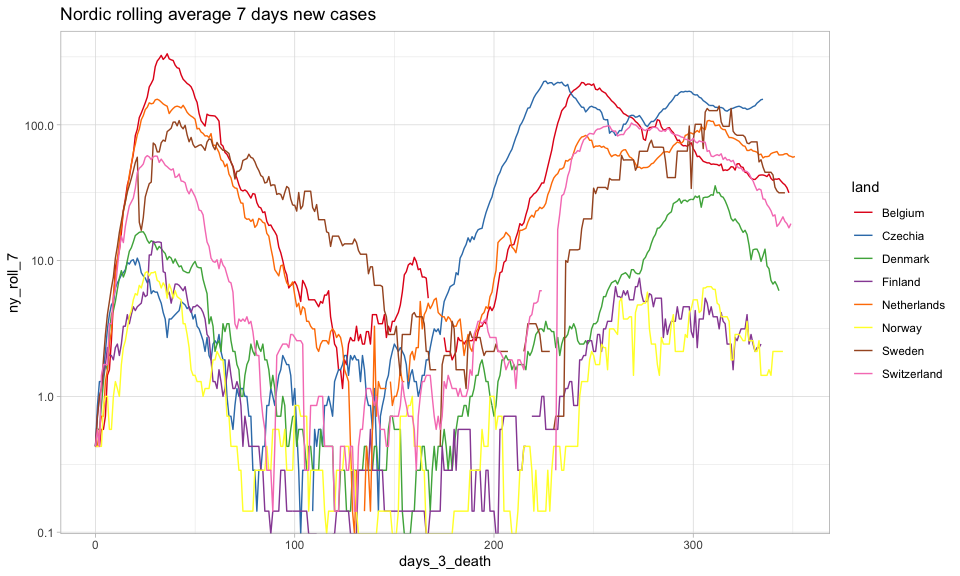 Nordic rolling average 7 days new cases
ny_roll_7
100.0
10.0
1.0
0.1
0
100
200
300
days_3_death
land
Belgium
Czechia
Denmark
Finland
Netherlands
Norway
Sweden
Switzerland